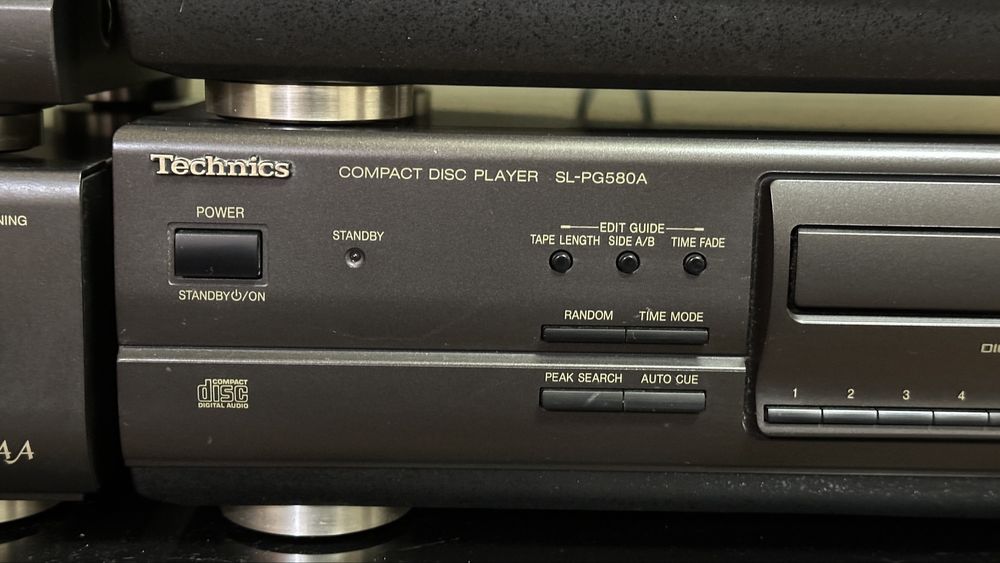 Technics
COMPACT DISC PLAYER SL-PG580A
NING
POWER
STANDBY
STANDBY⏻/ON
EDIT GUIDE
TAPE LENGTH SIDE A/B TIME FADE
RANDOM TIME MODE
PEAK SEARCH AUTO CUE
COMPACT
disc
DIGITAL AUDIO
1 2 3 4